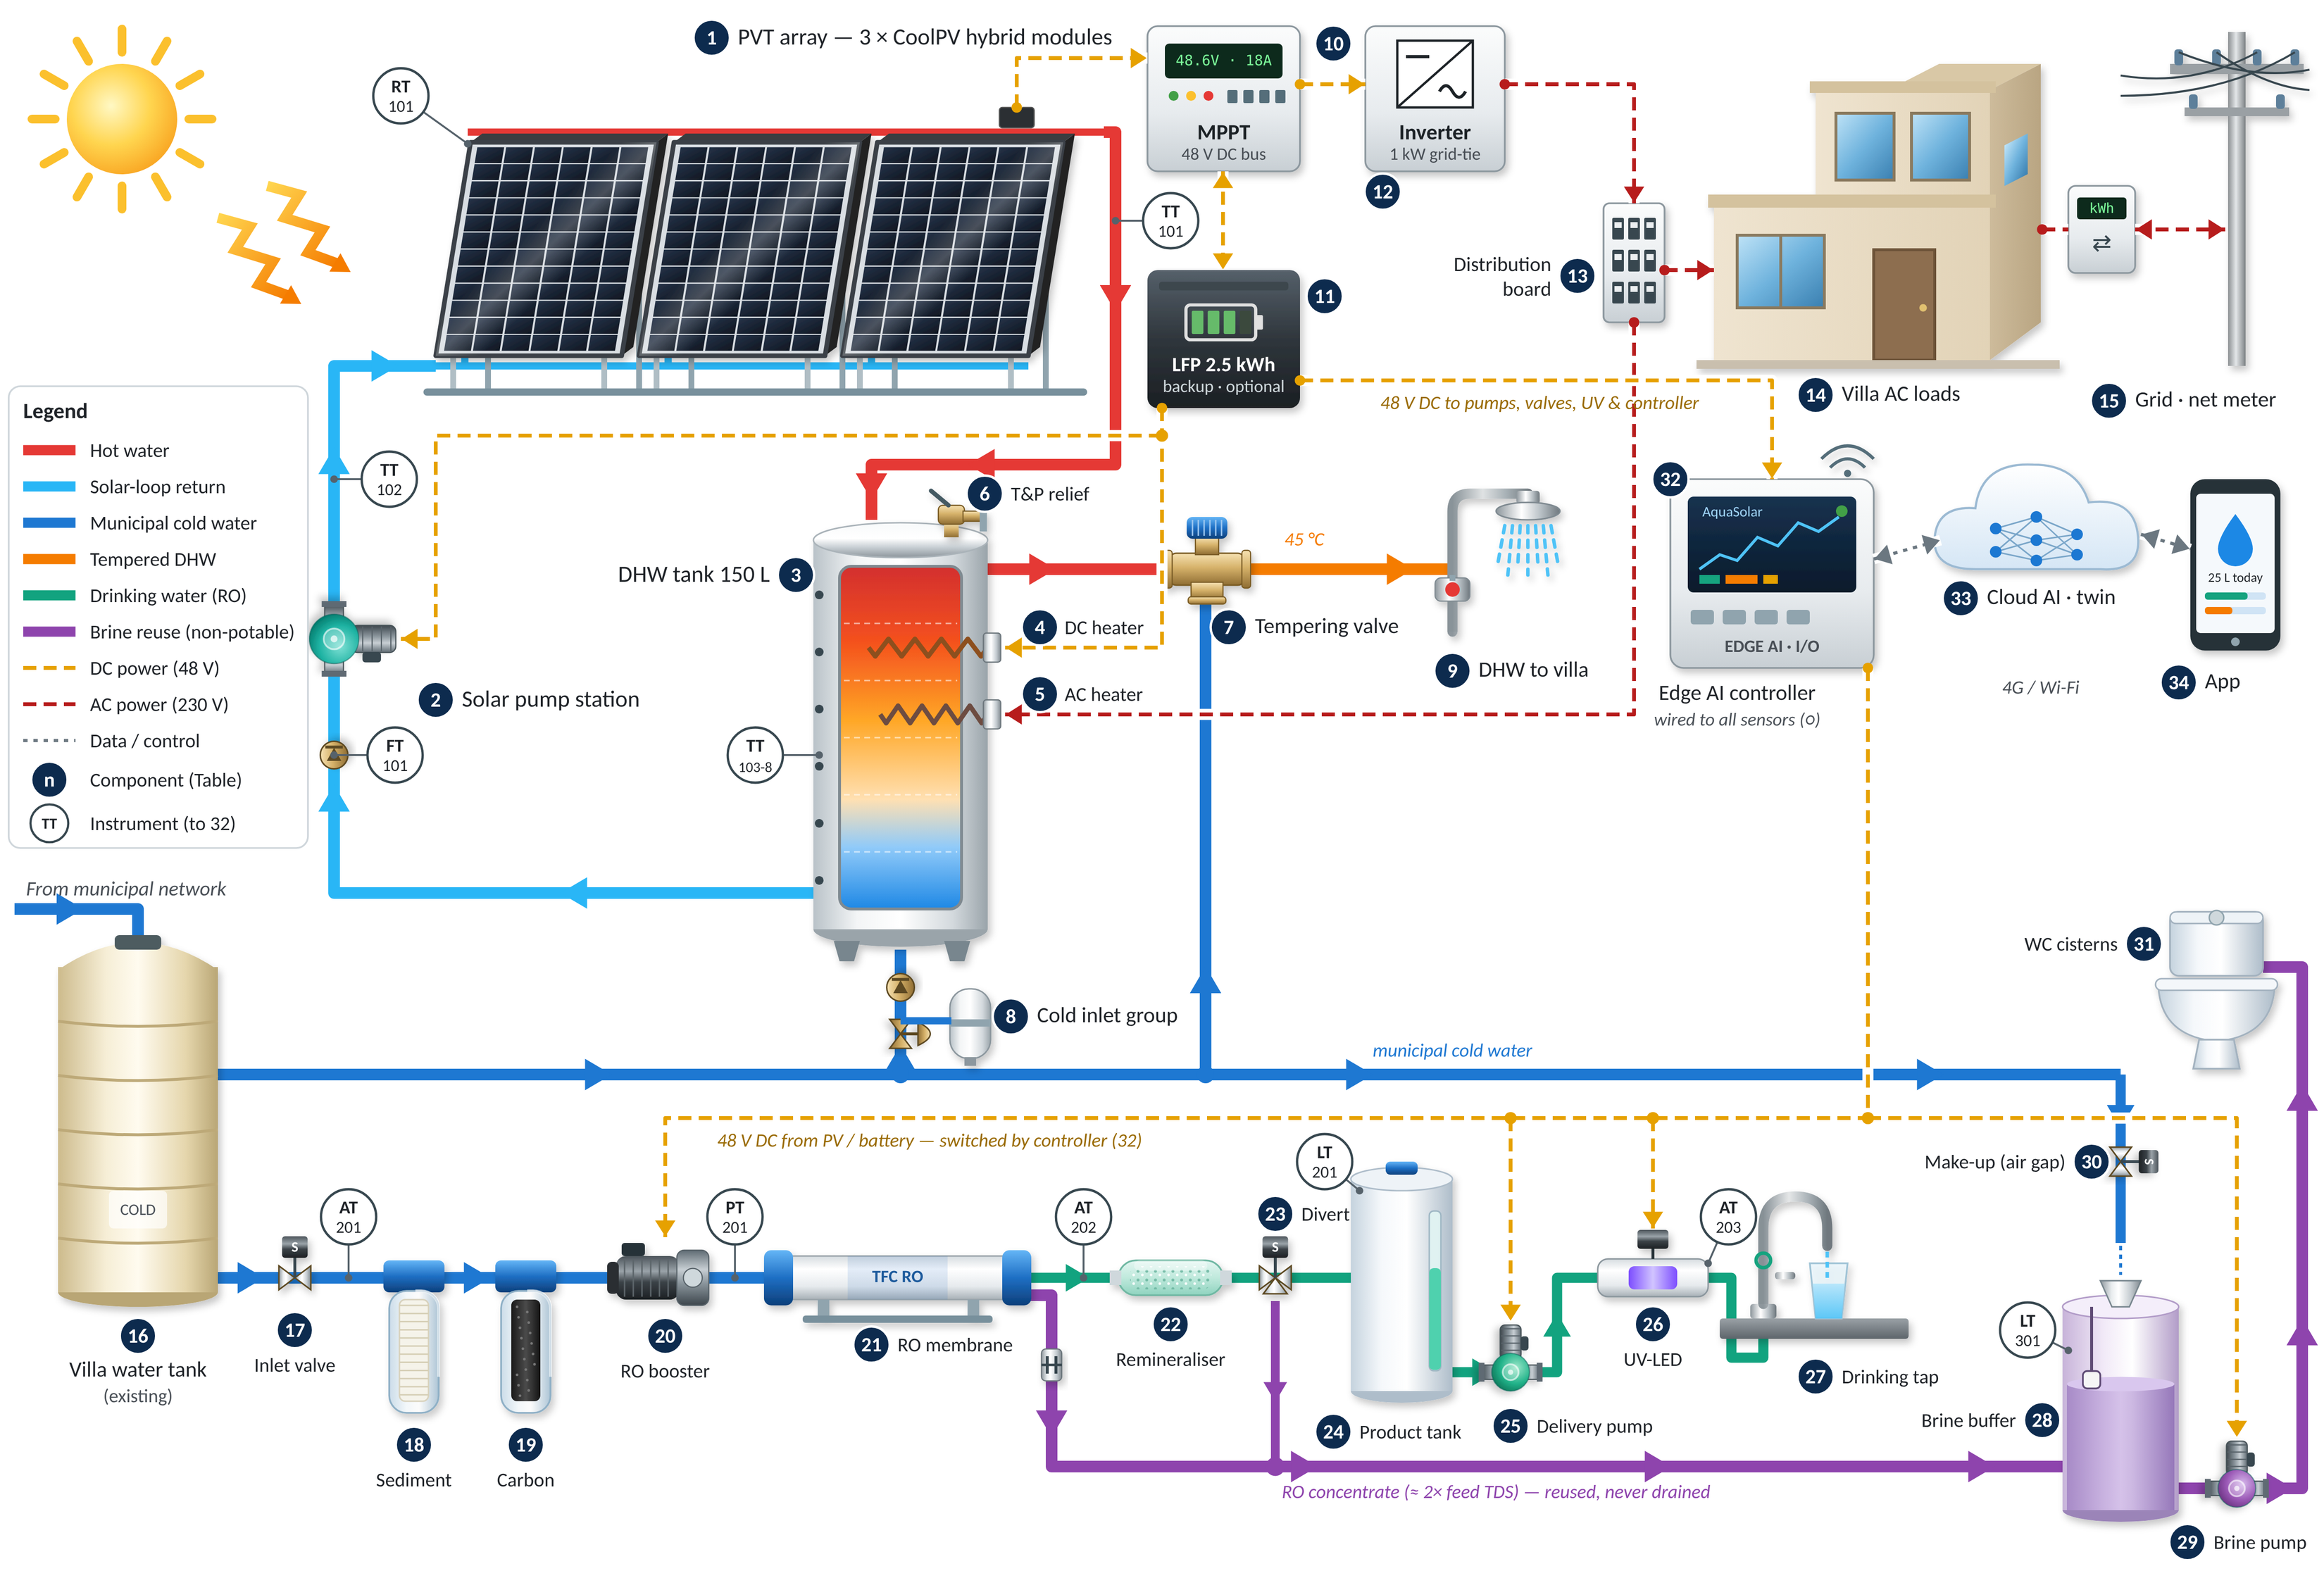 1 PVT array — 3 × CoolPV hybrid modules
RT
101
48.6V · 18A
MPPT
48 V DC bus
10
Inverter
1 kW grid-tie
12
TT
101
LFP 2.5 kWh
backup · optional
11
Distribution
board
13
kWh
⇄
14 Villa AC loads
15 Grid · net meter
48 V DC to pumps, valves, UV & controller
Legend
Hot water
Solar-loop return
Municipal cold water
Tempered DHW
Drinking water (RO)
Brine reuse (non-potable)
DC power (48 V)
AC power (230 V)
Data / control
n Component (Table)
TT Instrument (to 32)
TT
102
2 Solar pump station
FT
101
6 T&P relief
DHW tank 150 L 3
4 DC heater
5 AC heater
TT
103-8
45 °C
7 Tempering valve
9 DHW to villa
32
AquaSolar
EDGE AI · I/O
Edge AI controller
wired to all sensors (○)
33 Cloud AI · twin
4G / Wi-Fi
25 L today
34 App
From municipal network
8 Cold inlet group
municipal cold water
WC cisterns 31
COLD
48 V DC from PV / battery — switched by controller (32)
Make-up (air gap) 30
S
16
Villa water tank
(existing)
S
17
Inlet valve
AT
201
18
Sediment
19
Carbon
20
RO booster
PT
201
TFC RO
21 RO membrane
AT
202
22
Remineraliser
23 Divert
S
LT
201
24 Product tank
25 Delivery pump
26
UV-LED
AT
203
27 Drinking tap
LT
301
Brine buffer 28
RO concentrate (≈ 2× feed TDS) — reused, never drained
29 Brine pump